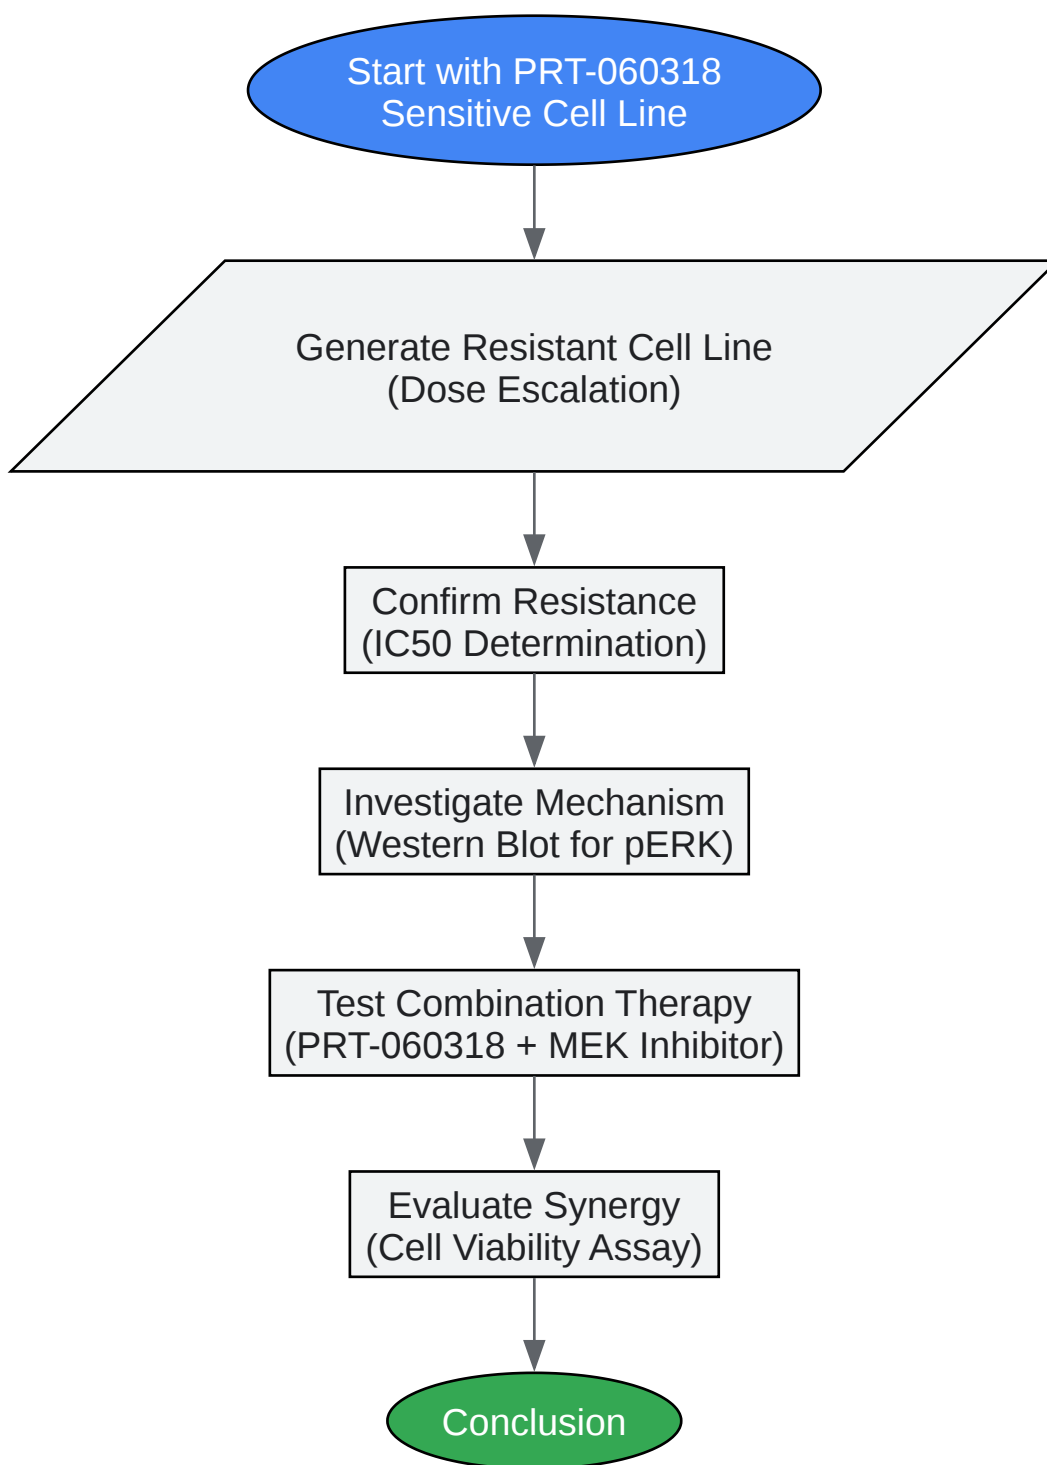 Start with PRT-060318
Sensitive Cell Line
Generate Resistant Cell Line
(Dose Escalation)
Confirm Resistance
(IC50 Determination)
Investigate Mechanism
(Western Blot for pERK)
Test Combination Therapy
(PRT-060318 + MEK Inhibitor)
Evaluate Synergy
(Cell Viability Assay)
Conclusion